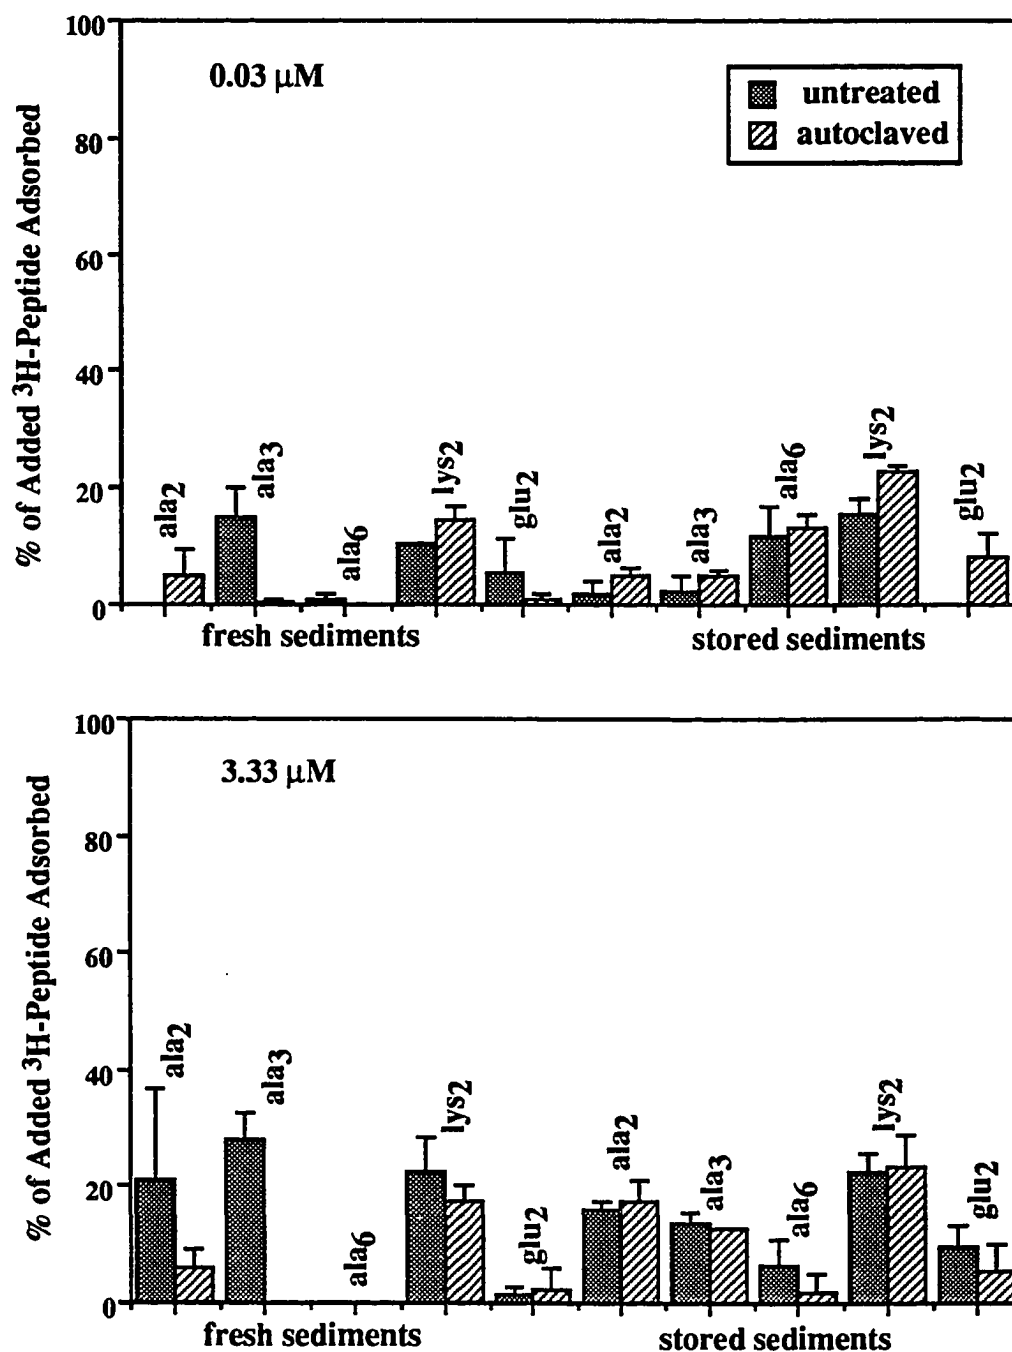 % of Added ³H-Peptide Adsorbed
100
80
60
40
20
0
0.03 µM
untreated
autoclaved
ala2
ala3
ala6
lys2
glu2
ala2
ala3
ala6
lys2
glu2
fresh sediments
stored sediments
% of Added ³H-Peptide Adsorbed
100
80
60
40
20
0
3.33 µM
ala2
ala3
ala6
lys2
glu2
ala2
ala3
ala6
lys2
glu2
fresh sediments
stored sediments